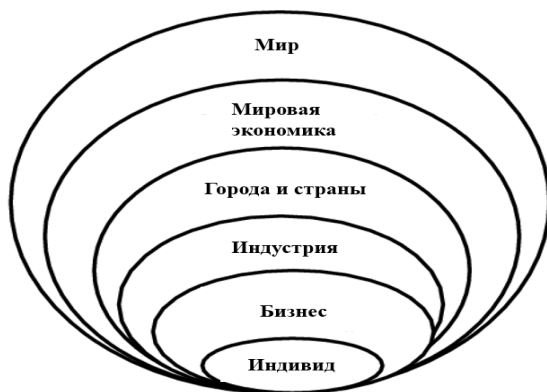 Мир
Мировая
экономика
Города и страны
Индустрия
Бизнес
Индивид